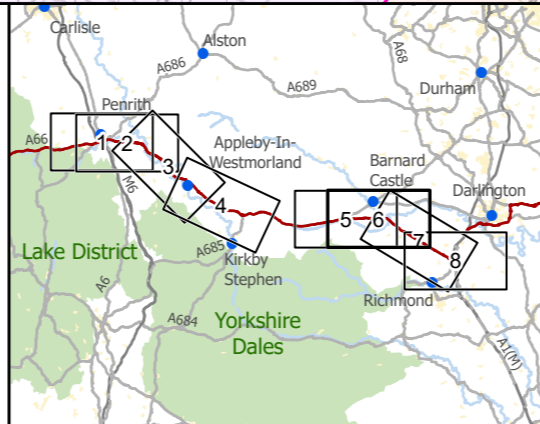 Carlisle
Alston
A686
A68
A689
Durham
Penrith
A66
1
2
3
Appleby-In-
Westmorland
Barnard
Castle
Darlington
M6
4
5
6
7
8
Lake District
A685
Kirkby
Stephen
A6
Richmond
A684
Yorkshire
Dales
A1(M)